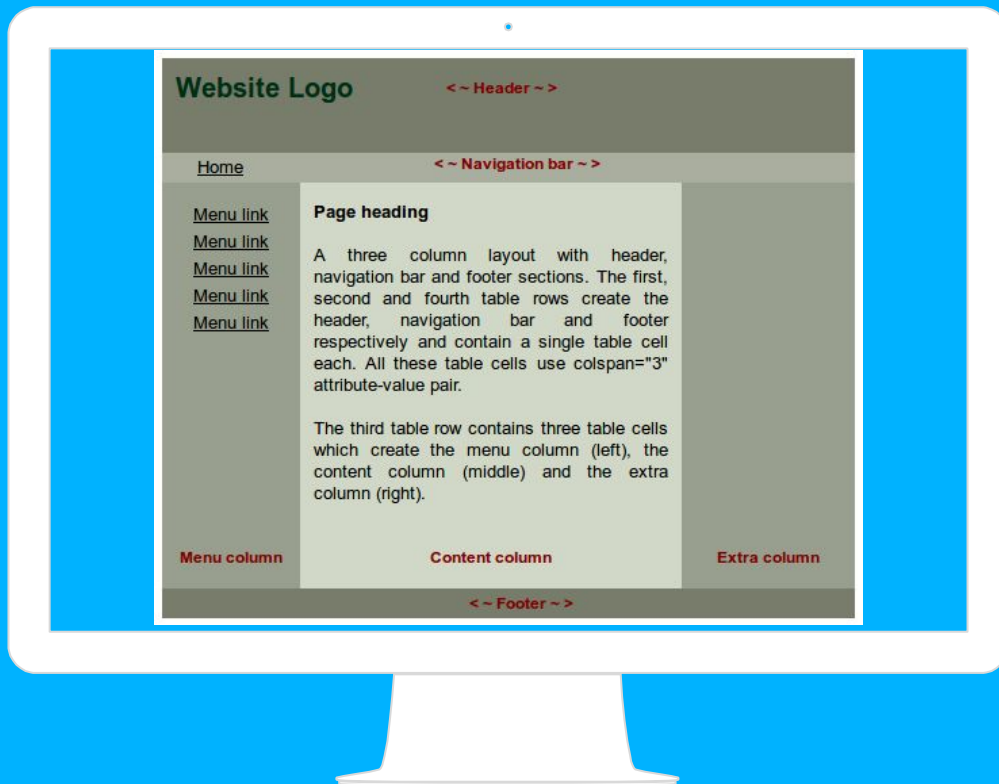 Website Logo
< ~ Header ~ >
Home
< ~ Navigation bar ~ >
Menu link
Menu link
Menu link
Menu link
Menu link
Page heading
A three column layout with header,
navigation bar and footer sections. The first,
second and fourth table rows create the
header, navigation bar and footer
respectively and contain a single table cell
each. All these table cells use colspan="3"
attribute-value pair.
The third table row contains three table cells
which create the menu column (left), the
content column (middle) and the extra
column (right).
Menu column
Content column
Extra column
< ~ Footer ~ >